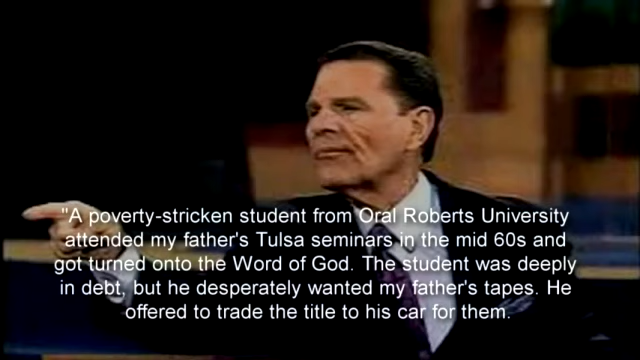 "A poverty-stricken student from Oral Roberts University
attended my father's Tulsa seminars in the mid 60s and
got turned onto the Word of God. The student was deeply
in debt, but he desperately wanted my father's tapes. He
offered to trade the title to his car for them.